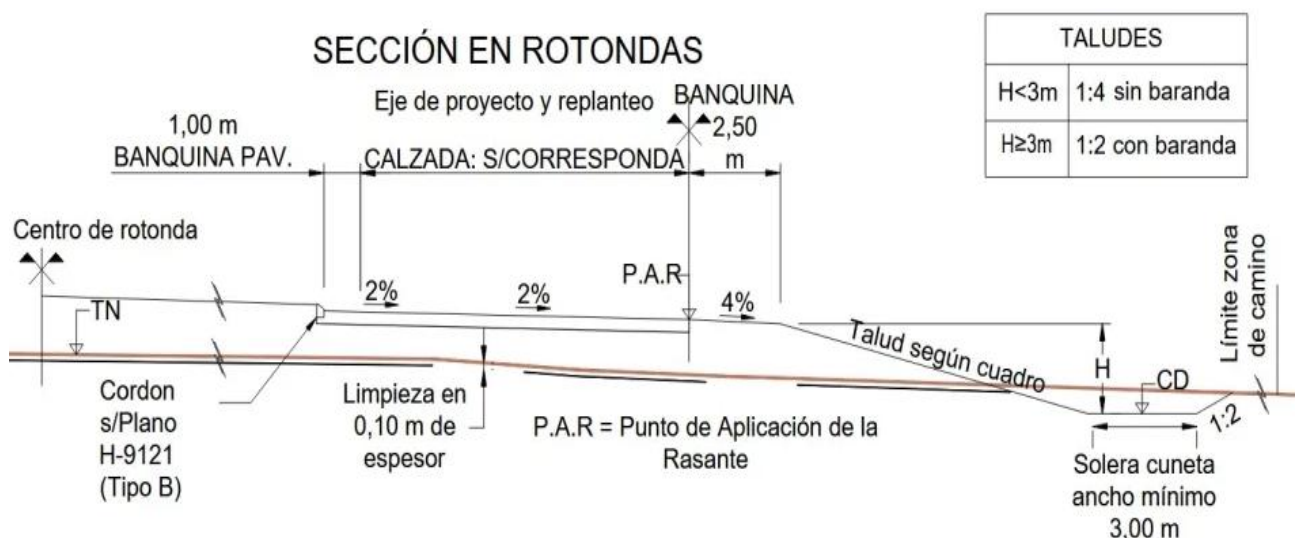 SECCIÓN EN ROTONDAS
TALUDES
H<3m 1:4 sin baranda
H≥3m 1:2 con baranda
Eje de proyecto y replanteo
BANQUINA
2,50
m
1,00 m
BANQUINA PAV.
CALZADA: S/CORRESPONDA
Centro de rotonda
P.A.R
2%
2%
4%
TN
Talud según cuadro
H
CD
1:2
Límite zona
de camino
Cordon
s/Plano
H-9121
(Tipo B)
Limpieza en
0,10 m de
espesor
P.A.R = Punto de Aplicación de la
Rasante
Solera cuneta
ancho mínimo
3,00 m